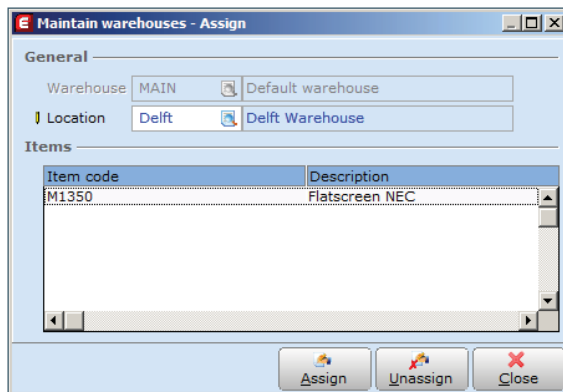 Maintain warehouses - Assign
General
Warehouse MAIN Default warehouse
Location Delft Delft Warehouse
Items
Item code Description
M1350 Flatscreen NEC
Assign Unassign Close